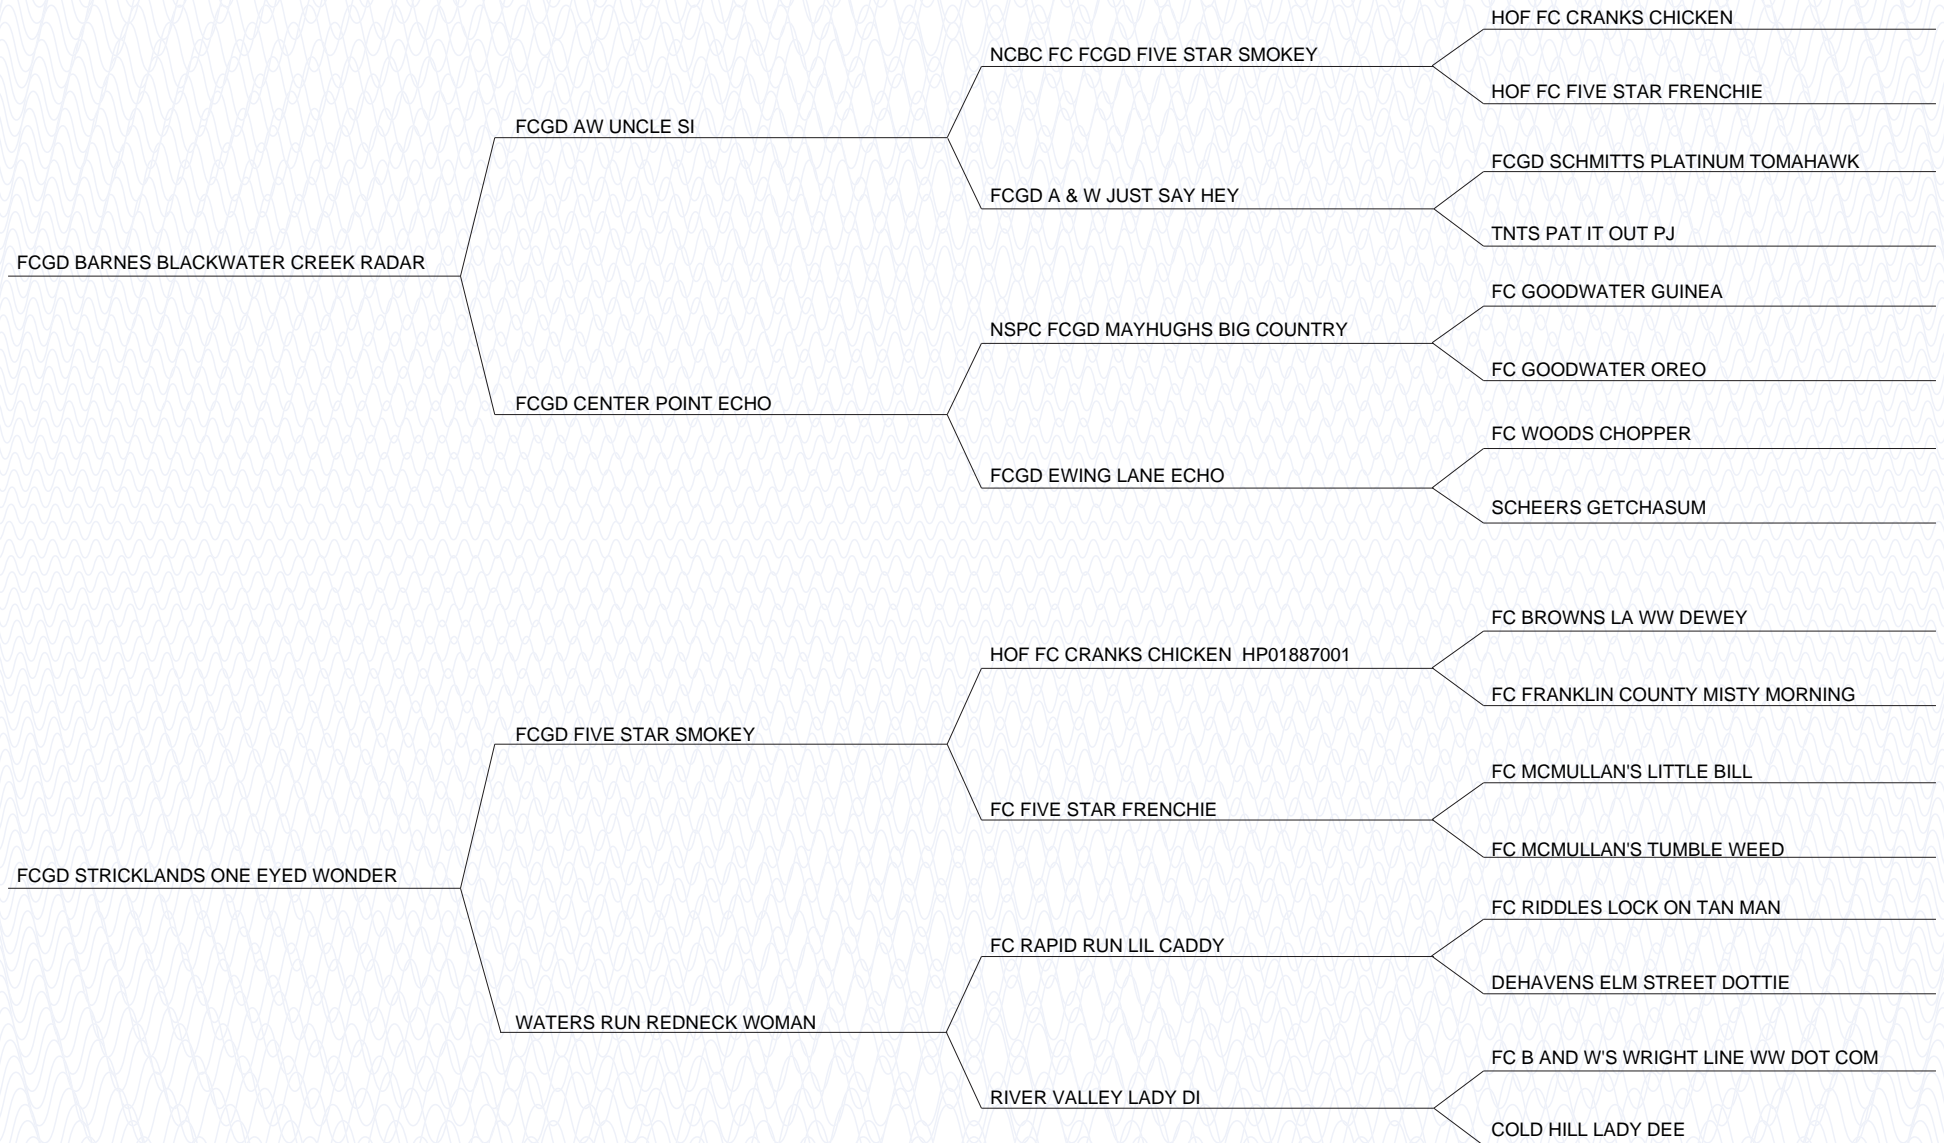 HOF FC CRANKS CHICKEN
NCBC FC FCGD FIVE STAR SMOKEY
HOF FC FIVE STAR FRENCHIE
FCGD AW UNCLE SI
FCGD SCHMITTS PLATINUM TOMAHAWK
FCGD A & W JUST SAY HEY
TNTS PAT IT OUT PJ
FCGD BARNES BLACKWATER CREEK RADAR
FC GOODWATER GUINEA
NSPC FCGD MAYHUGHS BIG COUNTRY
FC GOODWATER OREO
FCGD CENTER POINT ECHO
FC WOODS CHOPPER
FCGD EWING LANE ECHO
SCHEERS GETCHASUM
FC BROWNS LA WW DEWEY
HOF FC CRANKS CHICKEN HP01887001
FC FRANKLIN COUNTY MISTY MORNING
FCGD FIVE STAR SMOKEY
FC MCMULLAN'S LITTLE BILL
FC FIVE STAR FRENCHIE
FC MCMULLAN'S TUMBLE WEED
FCGD STRICKLANDS ONE EYED WONDER
FC RIDDLES LOCK ON TAN MAN
FC RAPID RUN LIL CADDY
DEHAVENS ELM STREET DOTTIE
WATERS RUN REDNECK WOMAN
FC B AND W'S WRIGHT LINE WW DOT COM
RIVER VALLEY LADY DI
COLD HILL LADY DEE